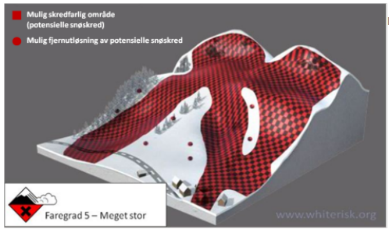 Mulig skredfarlig område
(potensielle snøskred)
Mulig fjernutløsning av potensielle snøskred
Faregrad 5 – Meget stor
www.whiterisk.org